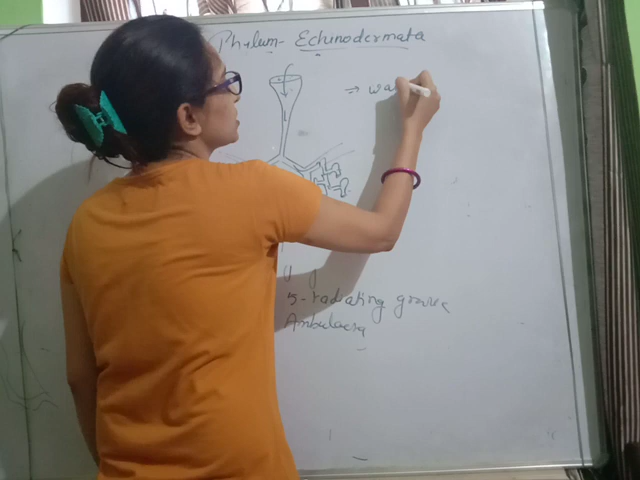 Phylum - Echinodermata
⇒ wa
5 - radiating groove
Ambulacra